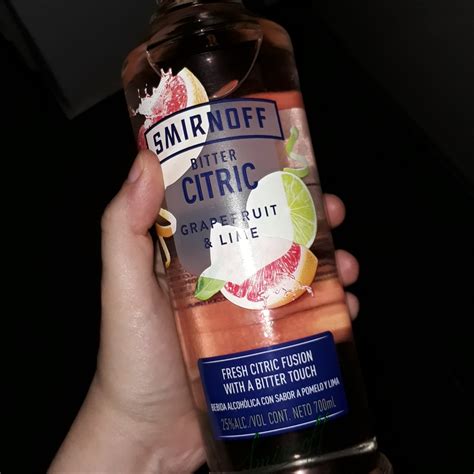 SMIRNOFF
BITTER
CITRIC
GRAPEFRUIT
& LIME
FRESH CITRIC FUSION
WITH A BITTER TOUCH
BEBIDA ALCOHÓLICA CON SABOR A POMELO Y LIMA
25%ALC./VOL CONT. NETO 700ml
Smirnoff